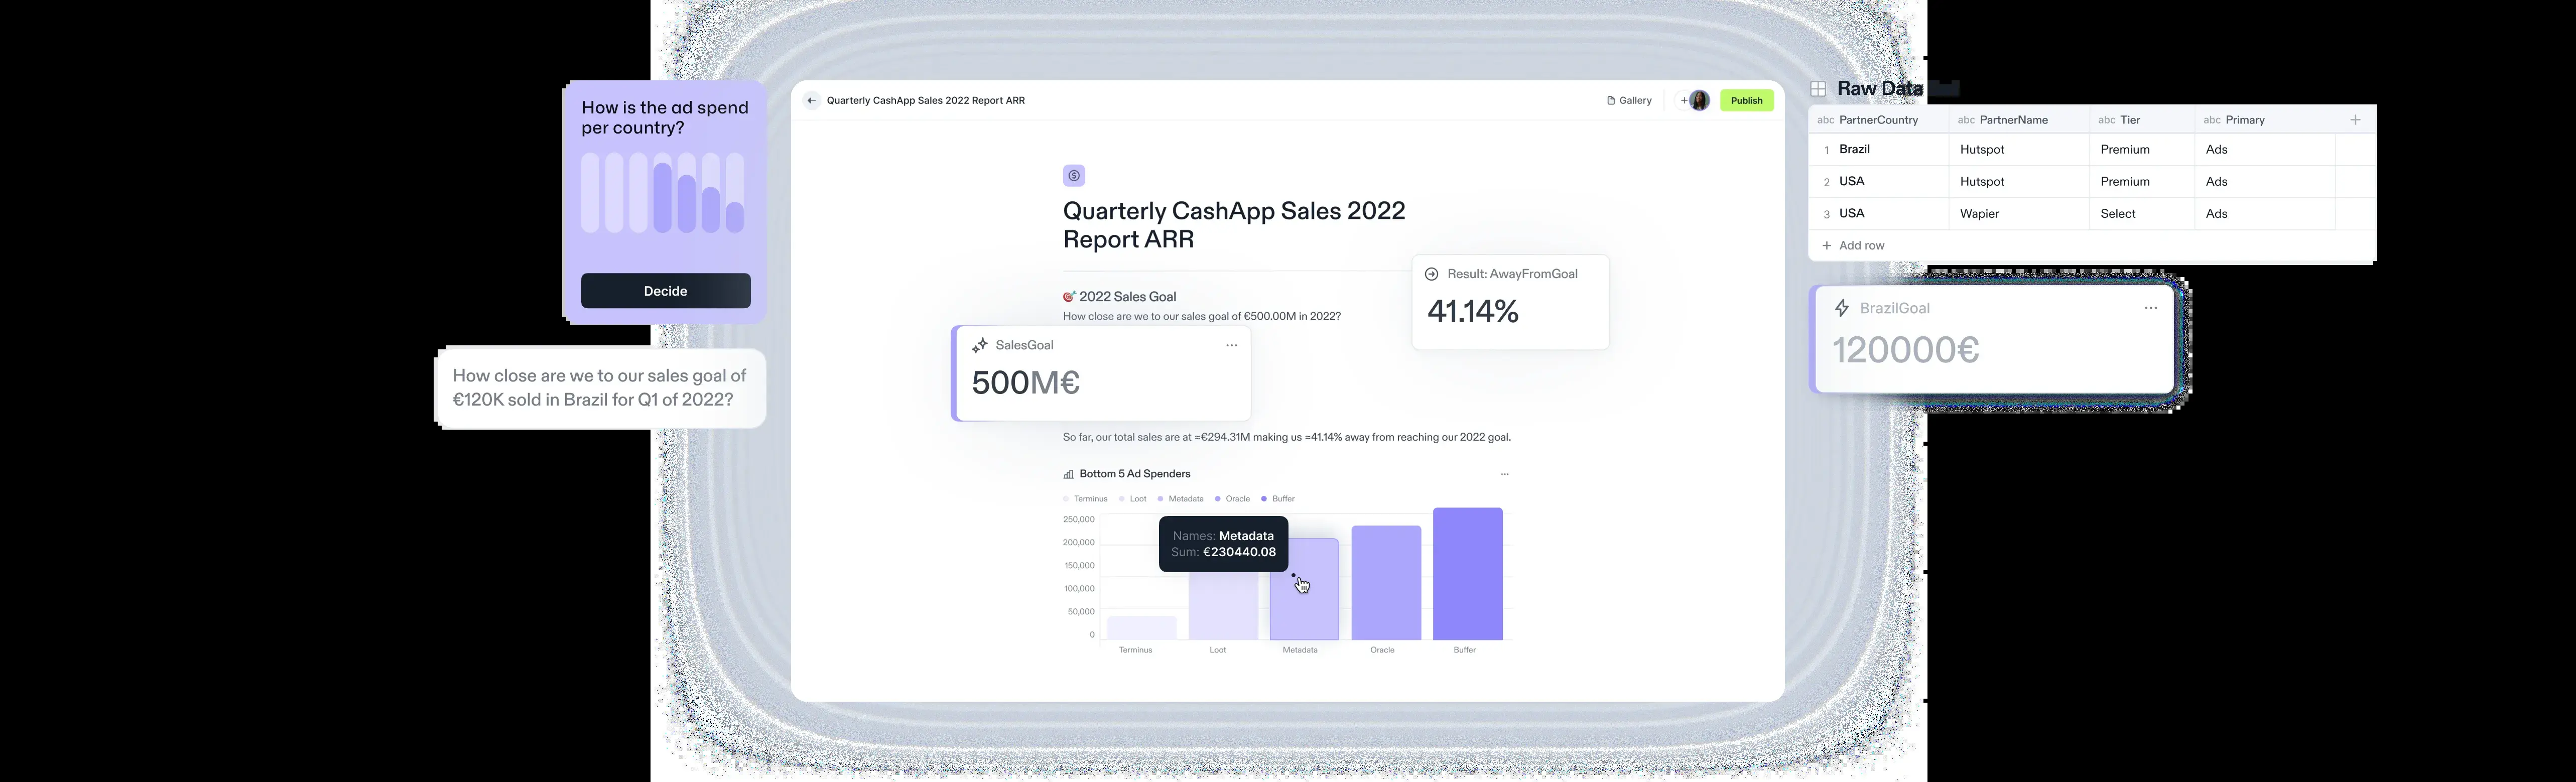 How is the ad spend
per country?
Decide
How close are we to our sales goal of
€120K sold in Brazil for Q1 of 2022?
Quarterly CashApp Sales 2022 Report ARR
Gallery
+
Publish
Quarterly CashApp Sales 2022
Report ARR
🎯 2022 Sales Goal
How close are we to our sales goal of €500.00M in 2022?
SalesGoal
500M€
Result: AwayFromGoal
41.14%
So far, our total sales are at ≈€294.31M making us ≈41.14% away from reaching our 2022 goal.
Bottom 5 Ad Spenders
Terminus Loot Metadata Oracle Buffer
250,000
200,000
150,000
100,000
50,000
0
Names: Metadata
Sum: €230440.08
Terminus Loot Metadata Oracle Buffer
Raw Data
abc PartnerCountry abc PartnerName abc Tier abc Primary +
1 Brazil Hutspot Premium Ads
2 USA Hutspot Premium Ads
3 USA Wapier Select Ads
+ Add row
BrazilGoal
120000€